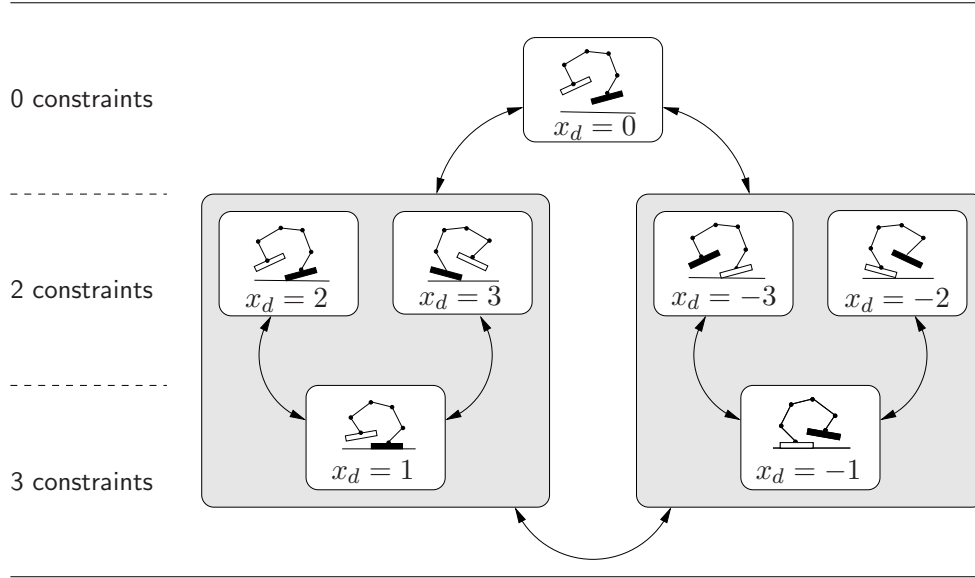 0 constraints
x_d = 0
2 constraints
x_d = 2
x_d = 3
x_d = −3
x_d = −2
3 constraints
x_d = 1
x_d = −1